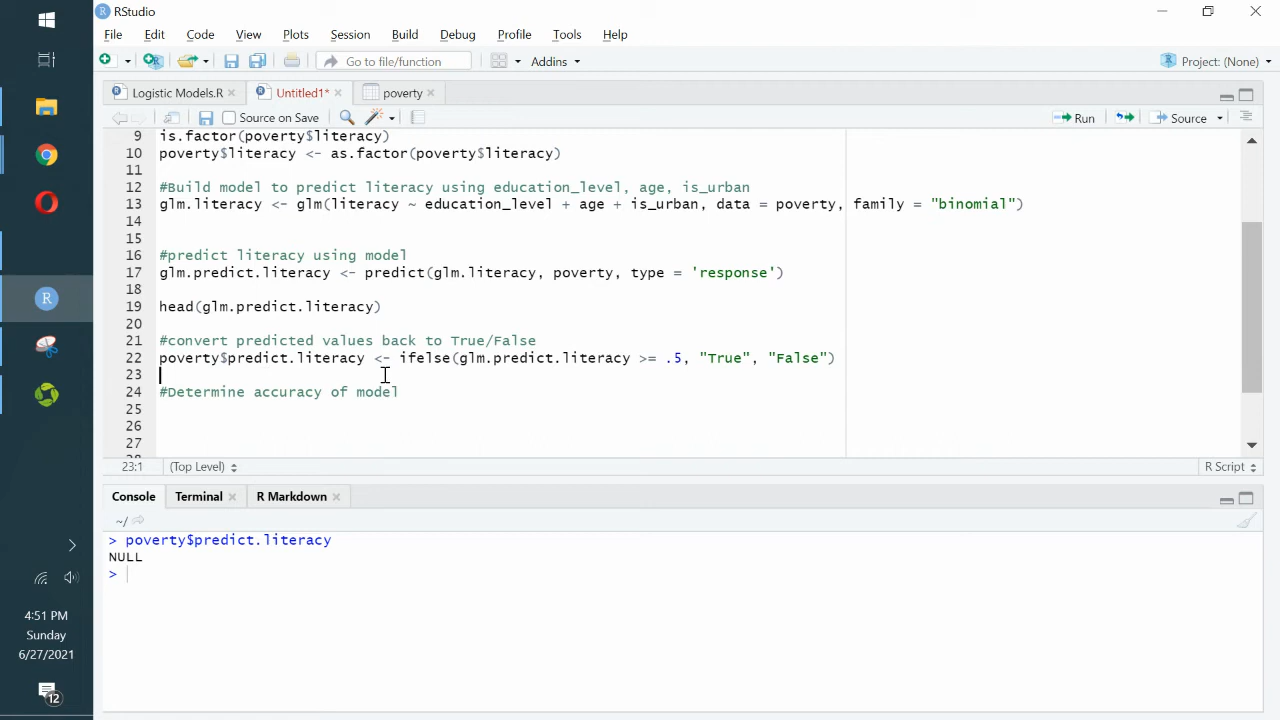 RStudio
File Edit Code View Plots Session Build Debug Profile Tools Help
Go to file/function Addins Project: (None)
Logistic Models.R Untitled1* poverty
Source on Save Run Source
9 is.factor(poverty$literacy)
10 poverty$literacy <- as.factor(poverty$literacy)
11
12 #Build model to predict literacy using education_level, age, is_urban
13 glm.literacy <- glm(literacy ~ education_level + age + is_urban, data = poverty, family = "binomial")
14
15
16 #predict literacy using model
17 glm.predict.literacy <- predict(glm.literacy, poverty, type = 'response')
18
19 head(glm.predict.literacy)
20
21 #convert predicted values back to True/False
22 poverty$predict.literacy <- ifelse(glm.predict.literacy >= .5, "True", "False")
23
24 #Determine accuracy of model
25
26
27
23:1 (Top Level) R Script
Console Terminal R Markdown
~/
> poverty$predict.literacy
NULL
>
4:51 PM
Sunday
6/27/2021
12